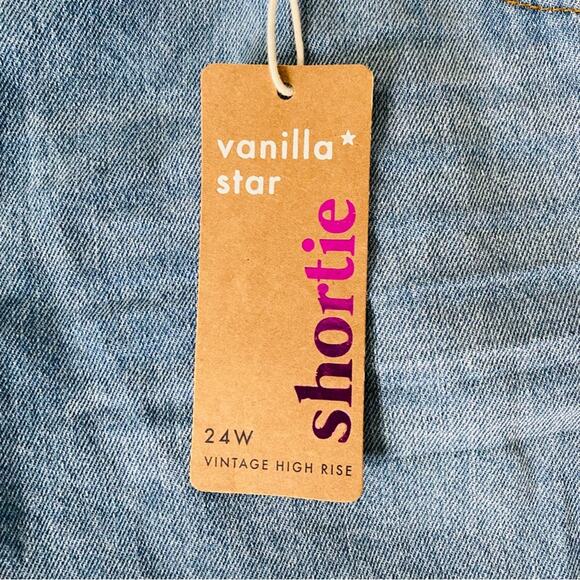 vanilla*
star
shortie
24W
VINTAGE HIGH RISE